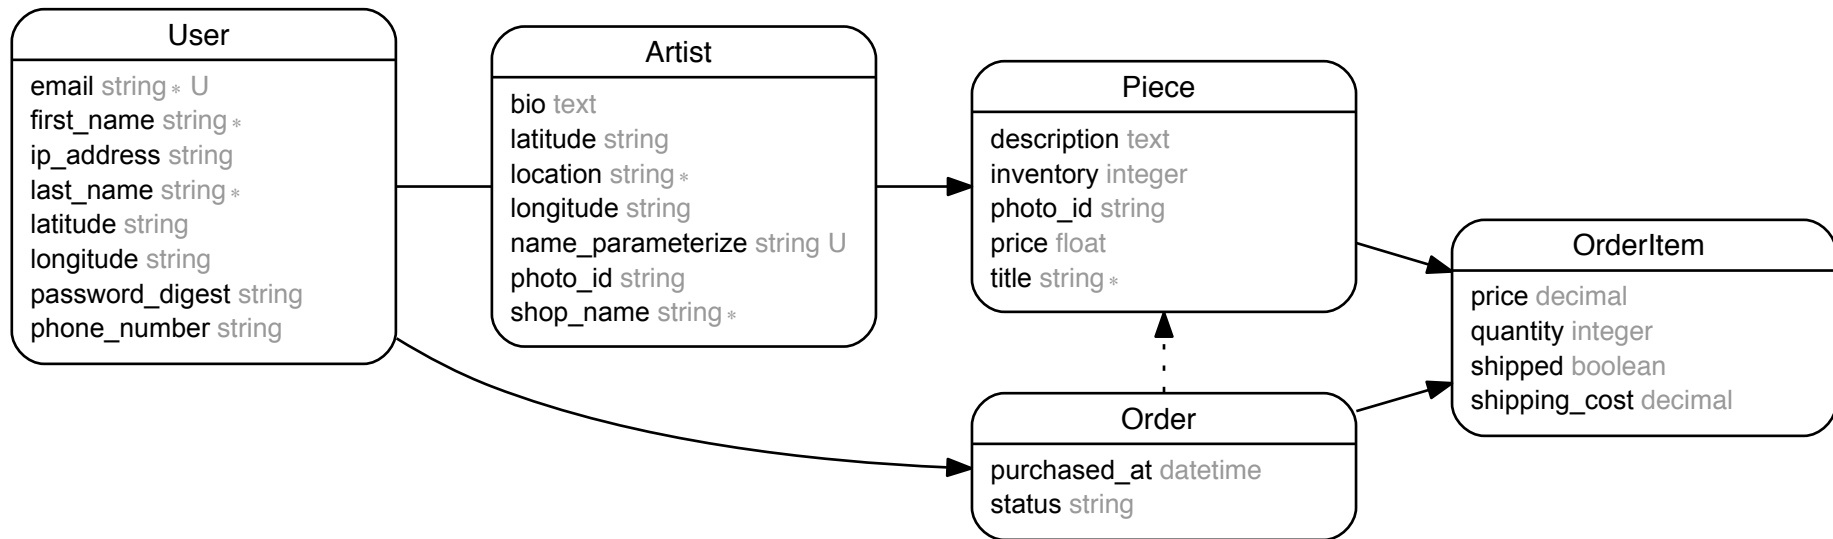 User
email string* U
first_name string*
ip_address string
last_name string*
latitude string
longitude string
password_digest string
phone_number string
Artist
bio text
latitude string
location string*
longitude string
name_parameterize string U
photo_id string
shop_name string*
Piece
description text
inventory integer
photo_id string
price float
title string*
Order
purchased_at datetime
status string
OrderItem
price decimal
quantity integer
shipped boolean
shipping_cost decimal